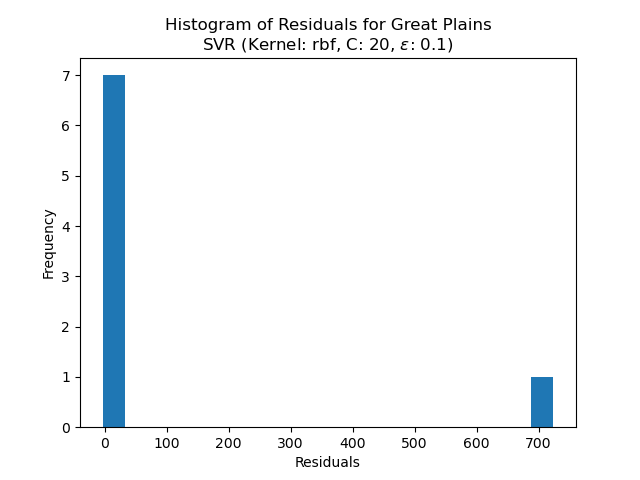 Histogram of Residuals for Great Plains
SVR (Kernel: rbf, C: 20, ε: 0.1)
7
6
5
4
3
2
1
0
Frequency
0 100 200 300 400 500 600 700
Residuals